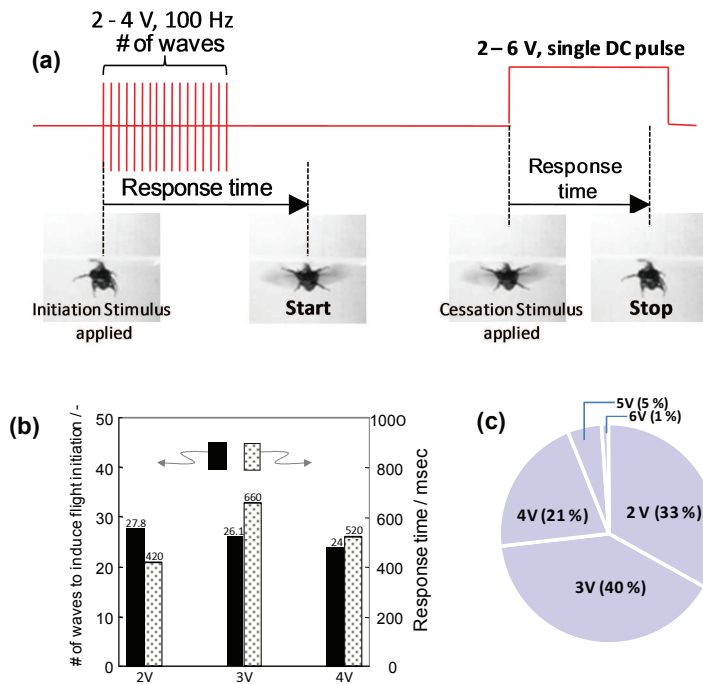 2 - 4 V, 100 Hz
# of waves
(a)
2 – 6 V, single DC pulse
Response time
Response
time
Initiation Stimulus
applied
Start
Cessation Stimulus
applied
Stop
(b)
# of waves to induce flight initiation / -
50
40
30
20
10
0
27.8
420
26.1
660
24
520
2V
3V
4V
1000
800
600
400
200
0
Response time / msec
(c)
5V (5 %)
6V (1 %)
4V (21 %)
2 V (33 %)
3V (40 %)